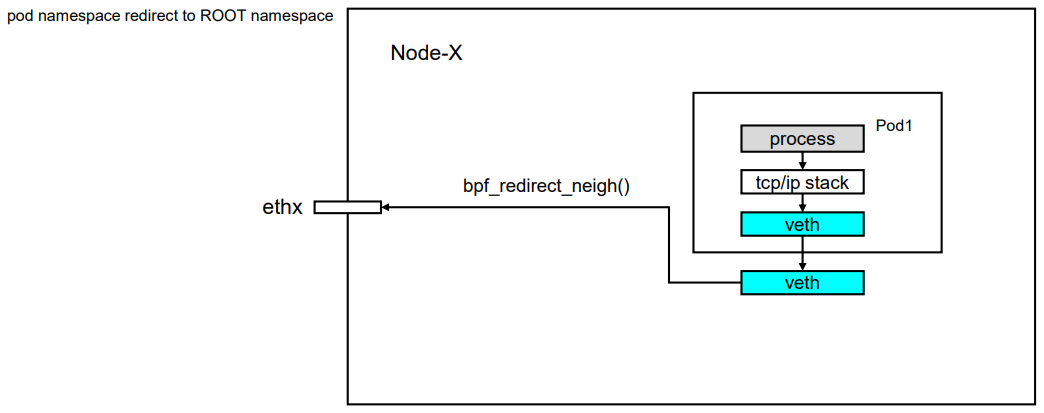 pod namespace redirect to ROOT namespace
Node-X
Pod1
process
tcp/ip stack
bpf_redirect_neigh()
ethx
veth
veth